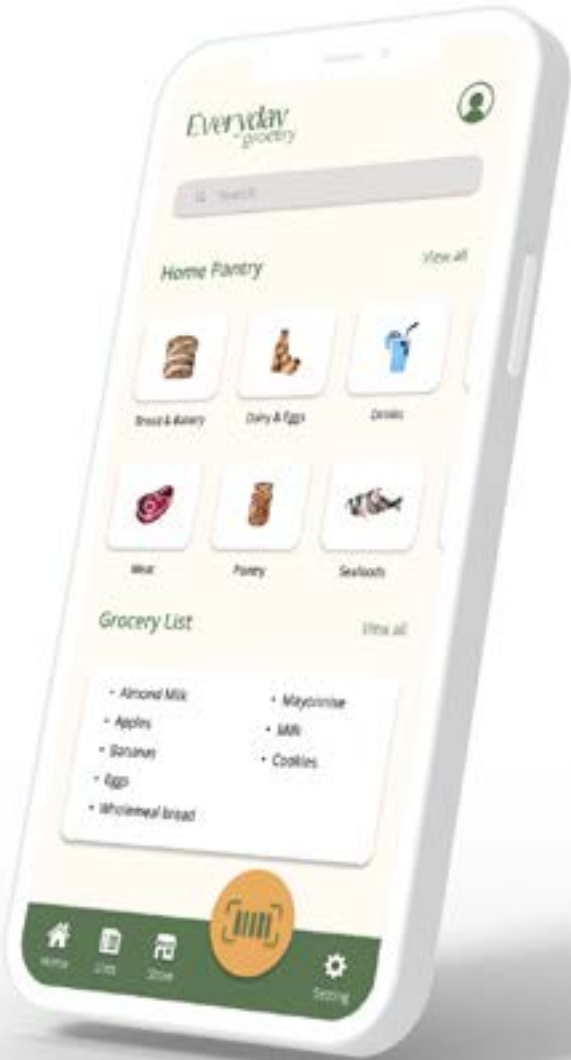 Everyday
grocery
Search
Home Pantry
View all
Bread & Bakery
Dairy & Eggs
Drinks
Meat
Pantry
Seafoods
Grocery List
View all
• Almond Milk
• Apples
• Bananas
• Eggs
• Wholemeal bread
• Mayonnise
• Milk
• Cookies
Home
Lists
Store
Setting